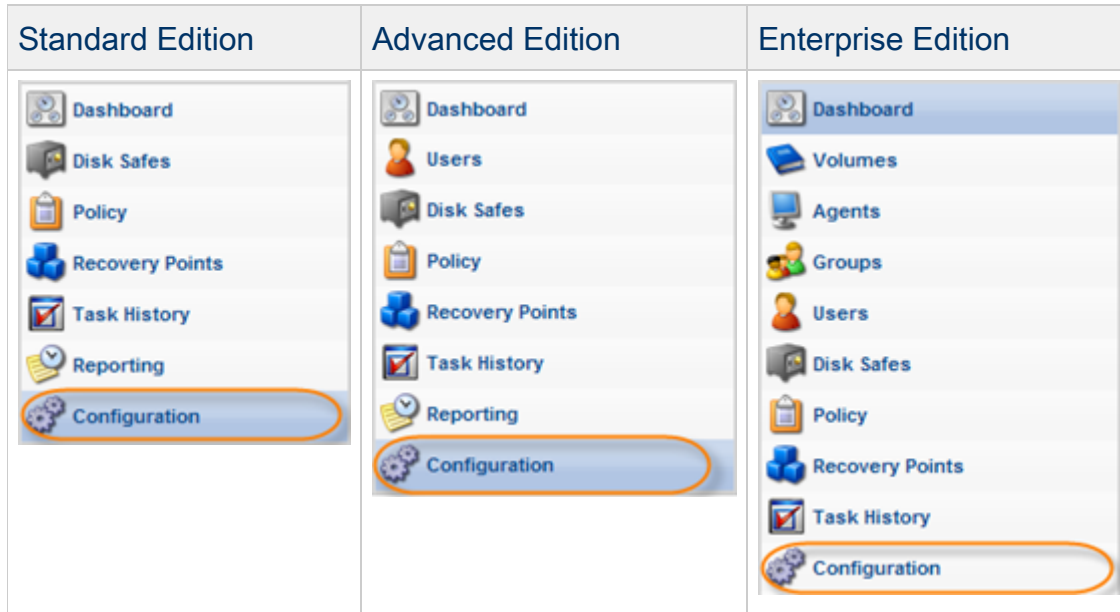 Standard Edition
Advanced Edition
Enterprise Edition
Dashboard
Disk Safes
Policy
Recovery Points
Task History
Reporting
Configuration
Dashboard
Users
Disk Safes
Policy
Recovery Points
Task History
Reporting
Configuration
Dashboard
Volumes
Agents
Groups
Users
Disk Safes
Policy
Recovery Points
Task History
Configuration